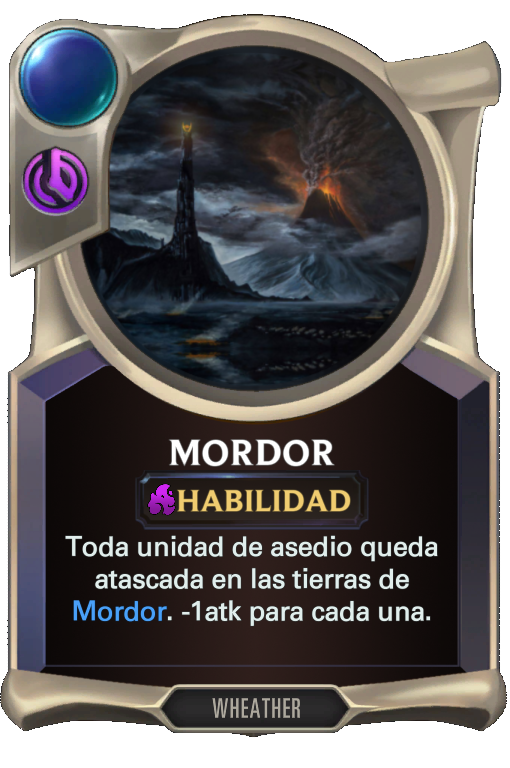 MORDOR
HABILIDAD
Toda unidad de asedio queda
atascada en las tierras de
Mordor. -1atk para cada una.
WHEATHER